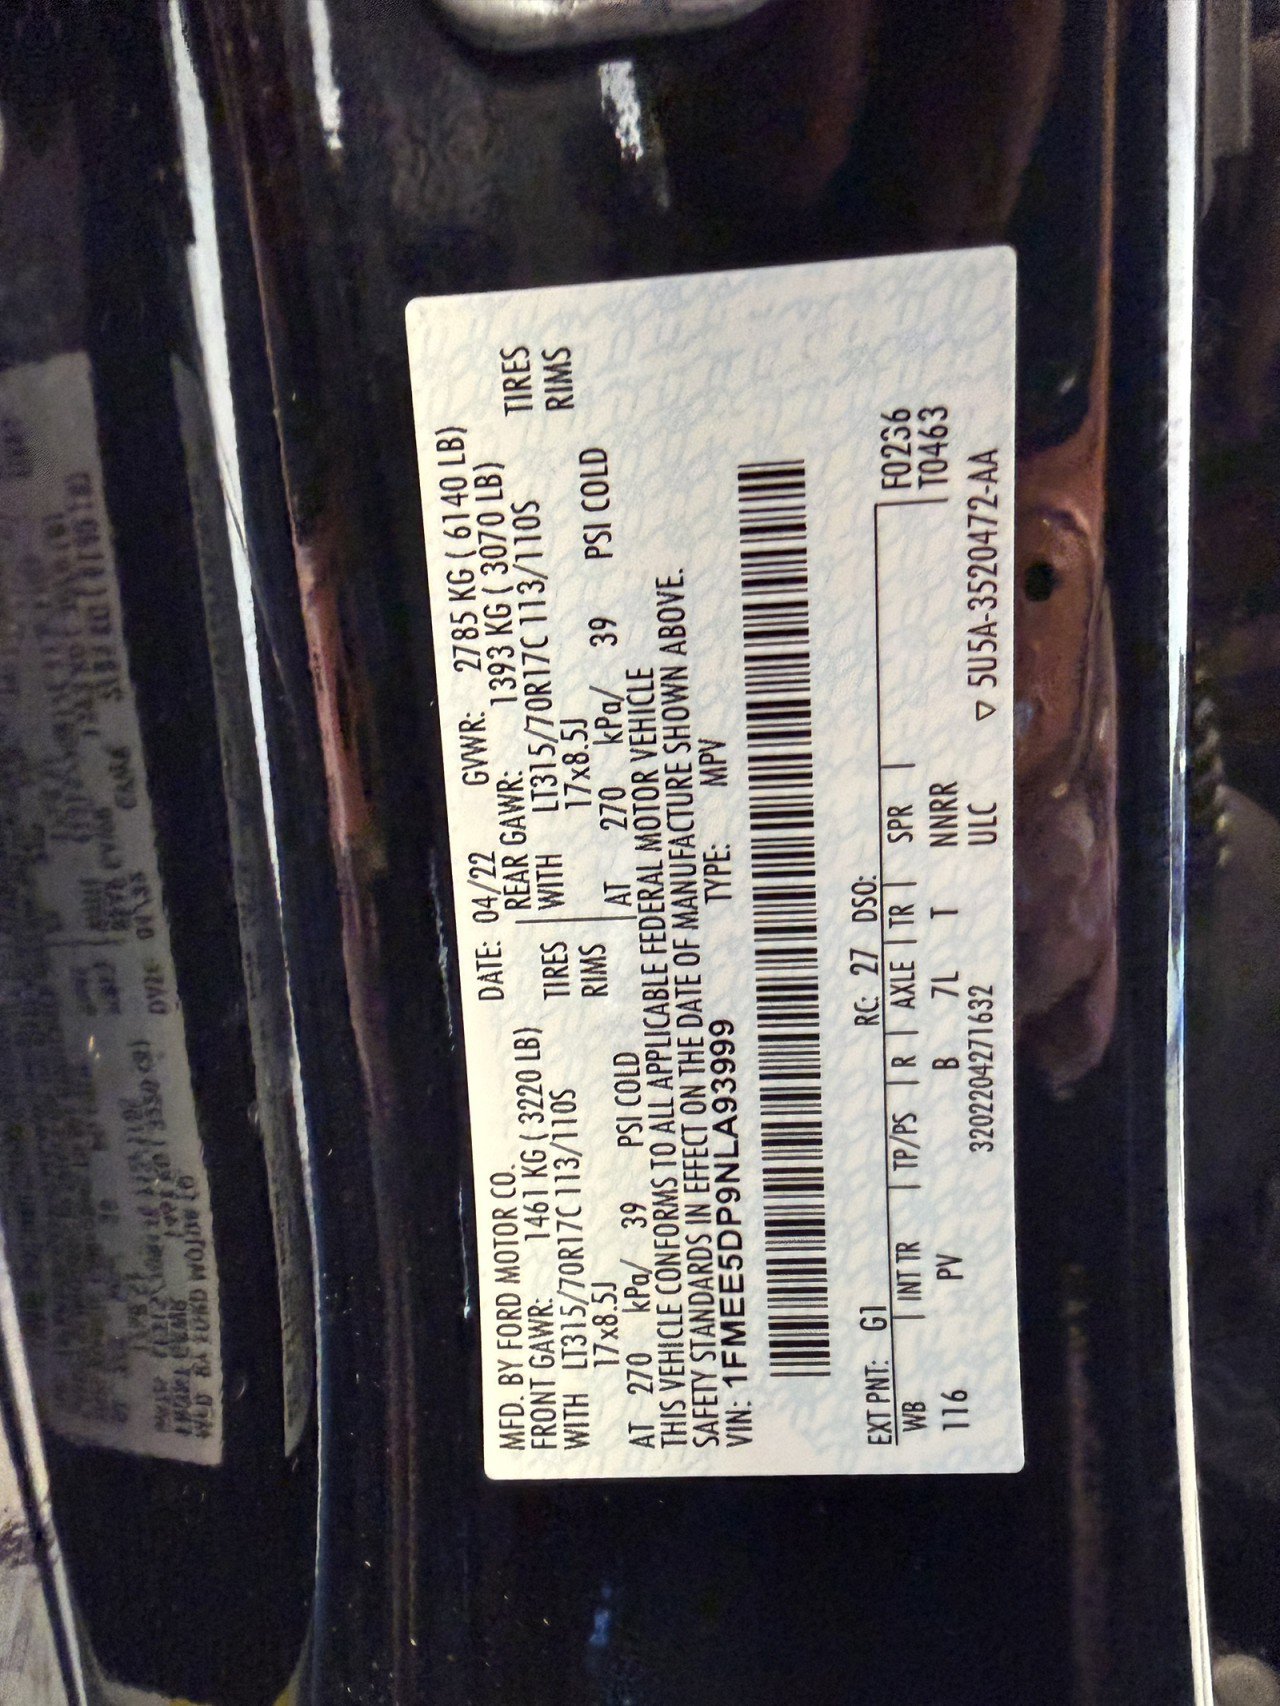 MFD. BY FORD MOTOR CO.
DATE: 04/22 GVWR: 2785 KG ( 6140 LB)
FRONT GAWR: 1461 KG ( 3220 LB) REAR GAWR: 1393 KG ( 3070 LB)
WITH LT315/70R17C 113/110S TIRES WITH LT315/70R17C 113/110S TIRES
17x8.5J RIMS 17x8.5J RIMS
AT 270 kPa/ 39 PSI COLD AT 270 kPa/ 39 PSI COLD
THIS VEHICLE CONFORMS TO ALL APPLICABLE FEDERAL MOTOR VEHICLE
SAFETY STANDARDS IN EFFECT ON THE DATE OF MANUFACTURE SHOWN ABOVE.
VIN: 1FMEE5DP9NLA93999 TYPE: MPV
EXT PNT: G1 RC: 27 DSO: F0236
WB INT TR TP/PS R AXLE TR SPR T0463
116 PV B 7L T NNRR
3202204271632 ULC ▽ 5U5A-3520472-AA